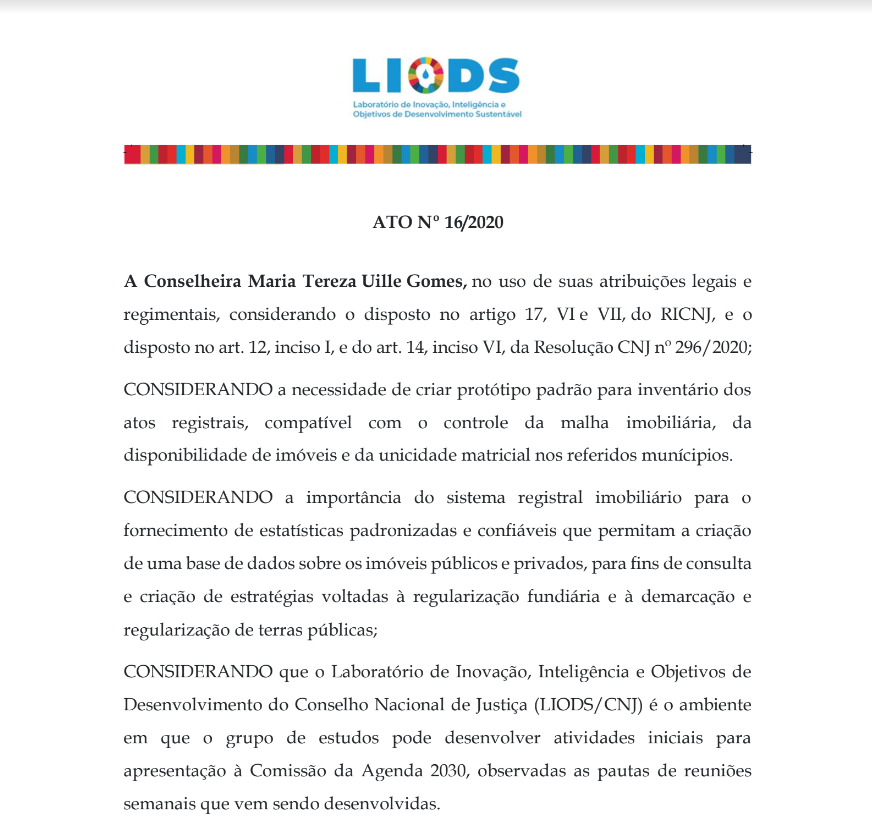 LIODS
Laboratório de Inovação, Inteligência e
Objetivos de Desenvolvimento Sustentável
ATO Nº 16/2020
A Conselheira Maria Tereza Uille Gomes, no uso de suas atribuições legais e
regimentais, considerando o disposto no artigo 17, VI e VII, do RICNJ, e o
disposto no art. 12, inciso I, e do art. 14, inciso VI, da Resolução CNJ nº 296/2020;
CONSIDERANDO a necessidade de criar protótipo padrão para inventário dos
atos registrais, compatível com o controle da malha imobiliária, da
disponibilidade de imóveis e da unicidade matricial nos referidos munícipios.
CONSIDERANDO a importância do sistema registral imobiliário para o
fornecimento de estatísticas padronizadas e confiáveis que permitam a criação
de uma base de dados sobre os imóveis públicos e privados, para fins de consulta
e criação de estratégias voltadas à regularização fundiária e à demarcação e
regularização de terras públicas;
CONSIDERANDO que o Laboratório de Inovação, Inteligência e Objetivos de
Desenvolvimento do Conselho Nacional de Justiça (LIODS/CNJ) é o ambiente
em que o grupo de estudos pode desenvolver atividades iniciais para
apresentação à Comissão da Agenda 2030, observadas as pautas de reuniões
semanais que vem sendo desenvolvidas.